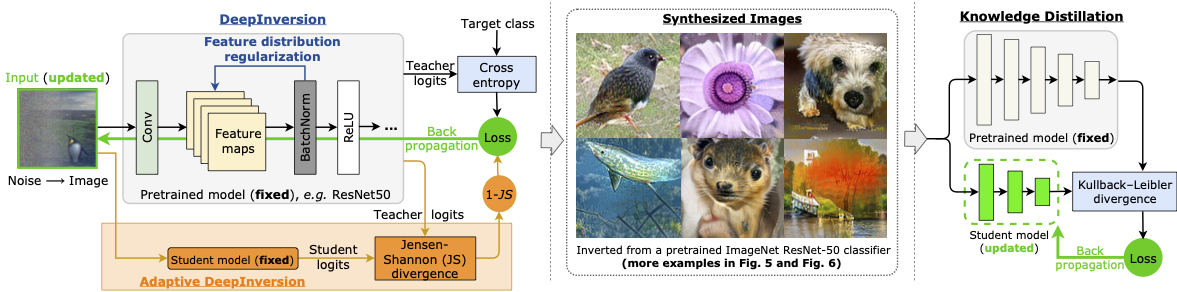 DeepInversion
Feature distribution
regularization
Target class
Teacher
logits
Cross
entropy
Input (updated)
Conv
Feature
maps
BatchNorm
ReLU
...
Back
propagation
Loss
Noise → Image
Pretrained model (fixed), e.g. ResNet50
1-JS
Teacher logits
Student model (fixed)
Student
logits
Jensen-
Shannon (JS)
divergence
Adaptive DeepInversion
Synthesized Images
Inverted from a pretrained ImageNet ResNet-50 classifier
(more examples in Fig. 5 and Fig. 6)
Knowledge Distillation
Pretrained model (fixed)
Kullback–Leibler
divergence
Student model
(updated)
Back
propagation
Loss